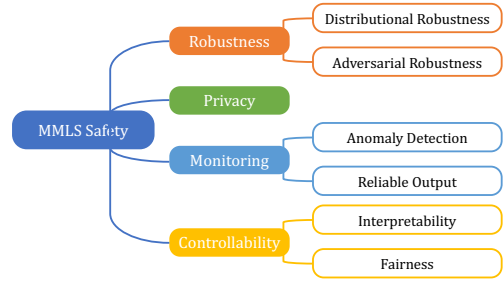 MMLS Safety
Robustness
Distributional Robustness
Adversarial Robustness
Privacy
Monitoring
Anomaly Detection
Reliable Output
Controllability
Interpretability
Fairness